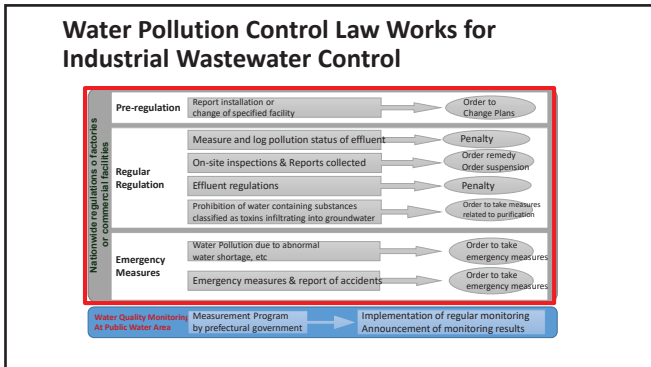 Water Pollution Control Law Works for
Industrial Wastewater Control
Nationwide regulations o factories
or commercial facilities
Pre-regulation
Report installation or
change of specified facility
Order to
Change Plans
Regular
Regulation
Measure and log pollution status of effluent
Penalty
On-site inspections & Reports collected
Order remedy
Order suspension
Effluent regulations
Penalty
Prohibition of water containing substances
classified as toxins infiltrating into groundwater
Order to take measures
related to purification
Emergency
Measures
Water Pollution due to abnormal
water shortage, etc
Order to take
emergency measures
Emergency measures & report of accidents
Order to take
emergency measures
Water Quality Monitoring
At Public Water Area
Measurement Program
by prefectural government
Implementation of regular monitoring
Announcement of monitoring results